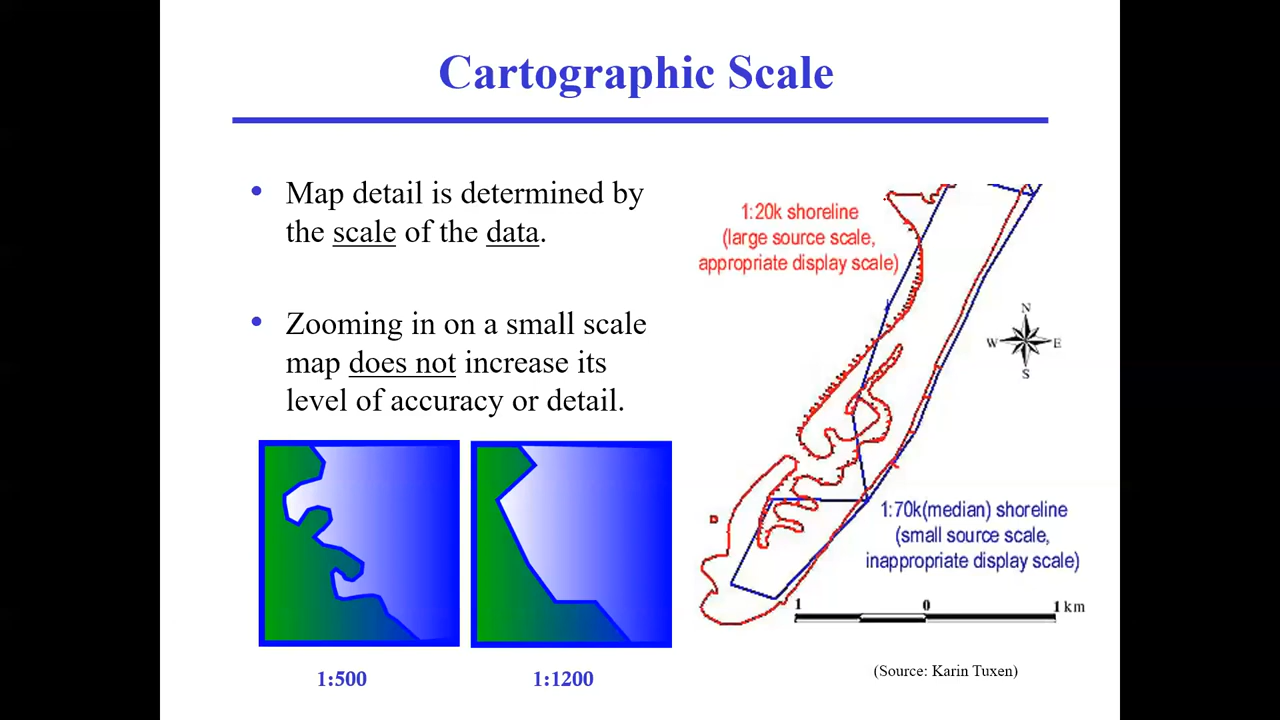 Cartographic Scale
• Map detail is determined by
the scale of the data.
• Zooming in on a small scale
map does not increase its
level of accuracy or detail.
1:500
1:1200
1:20k shoreline
(large source scale,
appropriate display scale)
N
W E
S
1:70k(median) shoreline
(small source scale,
inappropriate display scale)
1 0 1 km
(Source: Karin Tuxen)